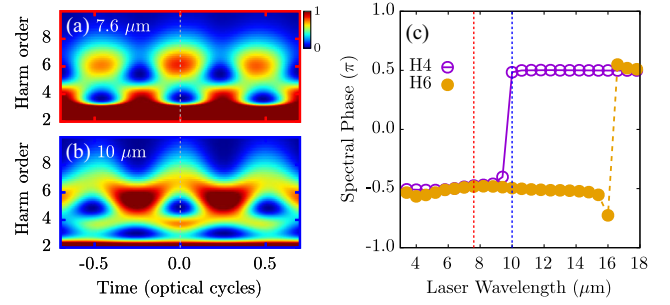 (a) 7.6 μm
Harm order
10
8
6
4
2
1
0
(b) 10 μm
Harm order
8
6
4
2
-0.5
0.0
0.5
Time (optical cycles)
(c)
H4
H6
Spectral Phase (π)
1.0
0.5
0.0
-0.5
-1.0
4
6
8
10
12
14
16
18
Laser Wavelength (μm)